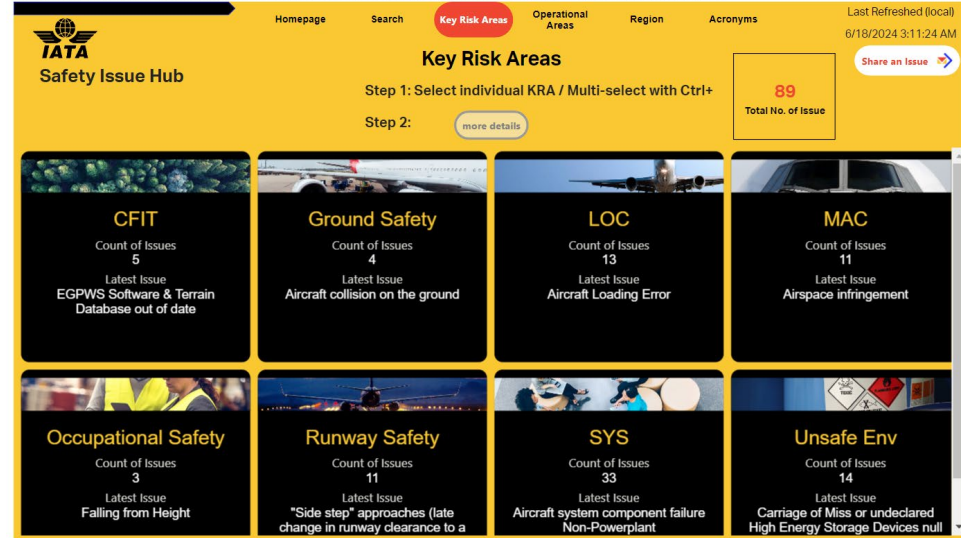 Homepage
Search
Key Risk Areas
Operational
Areas
Region
Acronyms
Last Refreshed (local)
6/18/2024 3:11:24 AM
IATA
Safety Issue Hub
Key Risk Areas
Share an Issue
Step 1: Select individual KRA / Multi-select with Ctrl+
Step 2:
more details
89
Total No. of Issue
CFIT
Count of Issues
5
Latest Issue
EGPWS Software & Terrain
Database out of date
Ground Safety
Count of Issues
4
Latest Issue
Aircraft collision on the ground
LOC
Count of Issues
13
Latest Issue
Aircraft Loading Error
MAC
Count of Issues
11
Latest Issue
Airspace infringement
Occupational Safety
Count of Issues
3
Latest Issue
Falling from Height
Runway Safety
Count of Issues
11
Latest Issue
"Side step" approaches (late
change in runway clearance to a
SYS
Count of Issues
33
Latest Issue
Aircraft system component failure
Non-Powerplant
Unsafe Env
Count of Issues
14
Latest Issue
Carriage of Miss or undeclared
High Energy Storage Devices null